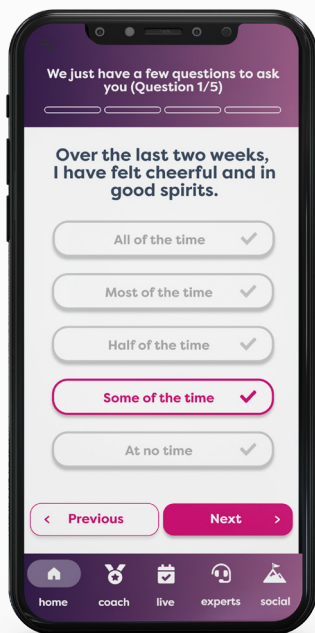 We just have a few questions to ask
you (Question 1/5)
Over the last two weeks,
I have felt cheerful and in
good spirits.
All of the time
Most of the time
Half of the time
Some of the time
At no time
Previous
Next
home
coach
live
experts
social